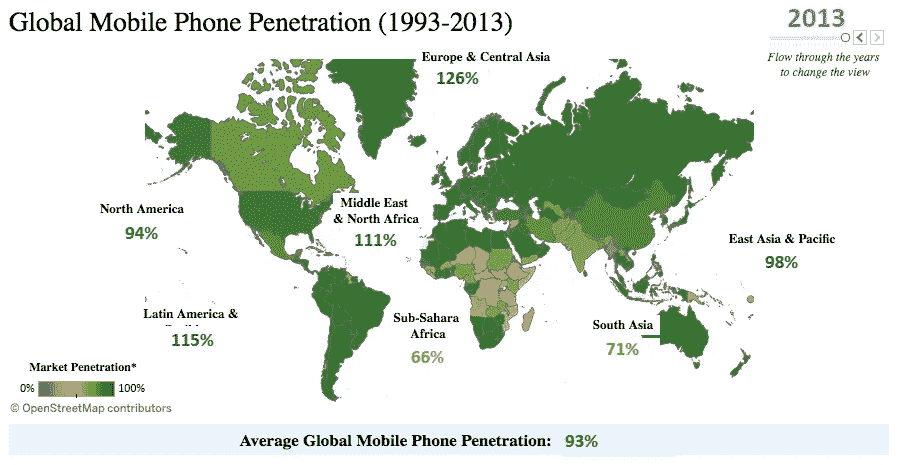 Global Mobile Phone Penetration (1993-2013)
2013
Flow through the years
to change the view
Europe & Central Asia
126%
North America
94%
Middle East
& North Africa
111%
East Asia & Pacific
98%
Latin America &
115%
Sub-Sahara
Africa
66%
South Asia
71%
Market Penetration*
0%
100%
© OpenStreetMap contributors
Average Global Mobile Phone Penetration: 93%